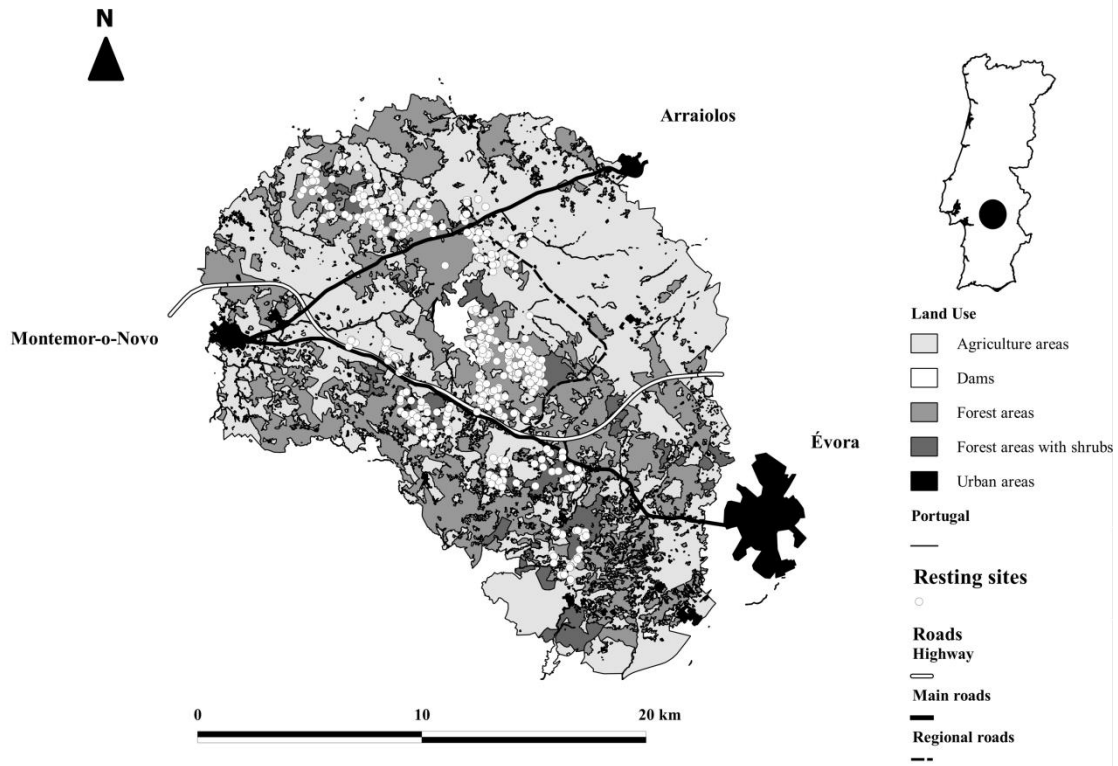 N
Arraiolos
Montemor-o-Novo
Évora
Land Use
Agriculture areas
Dams
Forest areas
Forest areas with shrubs
Urban areas
Portugal
Resting sites
Roads
Highway
Main roads
Regional roads
0 10 20 km